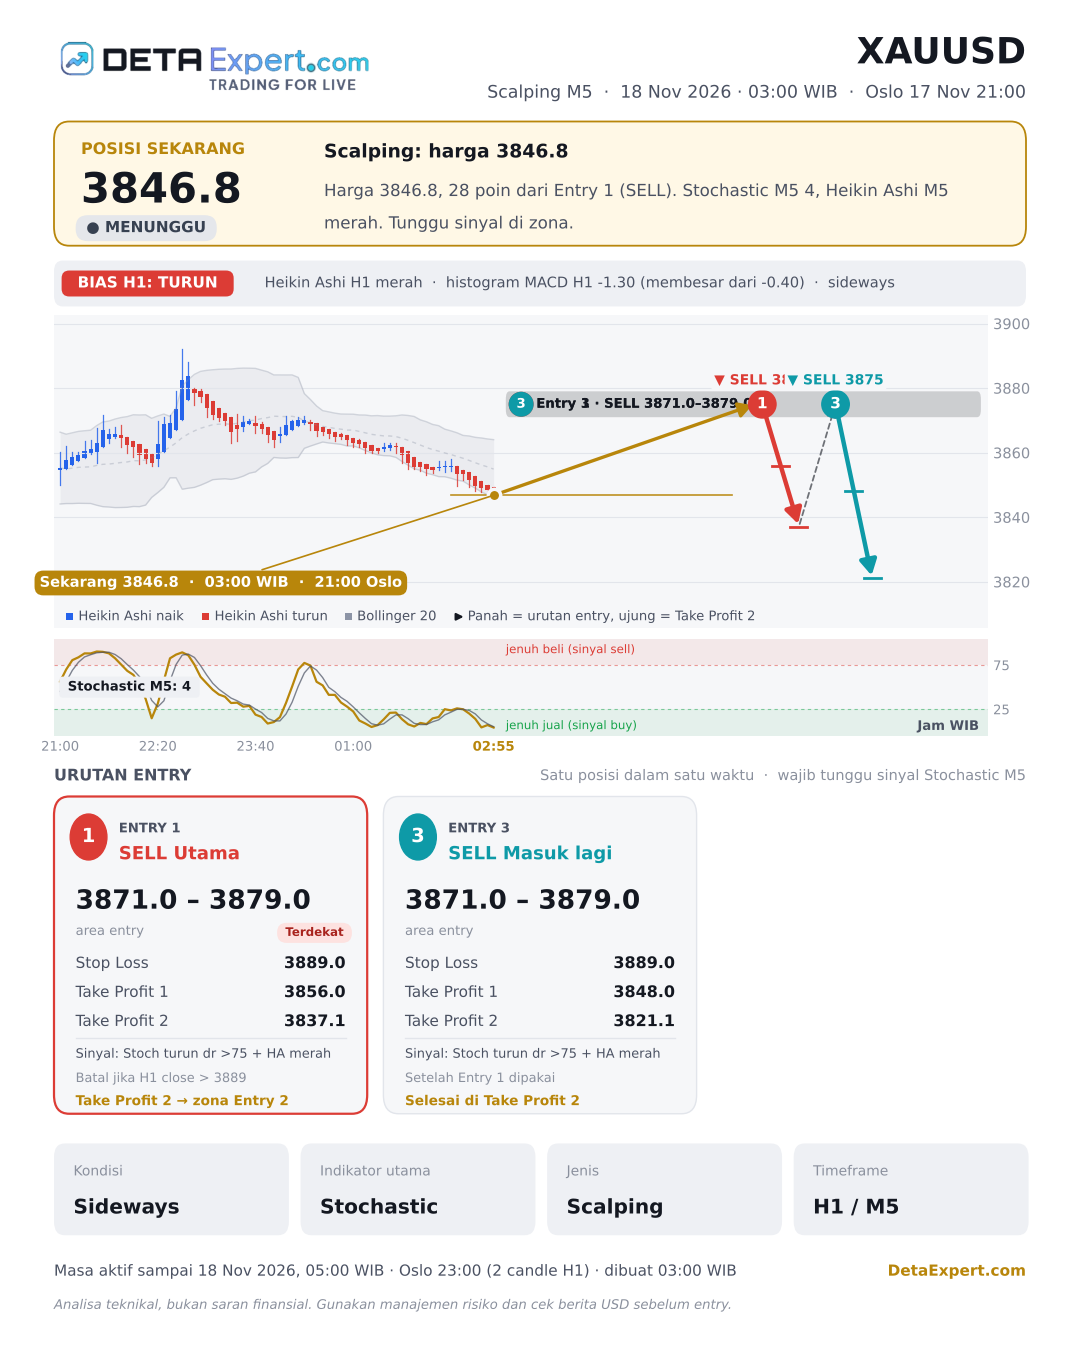 DETA Expert.com
TRADING FOR LIVE
XAUUSD
Scalping M5 · 18 Nov 2026 · 03:00 WIB · Oslo 17 Nov 21:00
POSISI SEKARANG
3846.8
● MENUNGGU
Scalping: harga 3846.8
Harga 3846.8, 28 poin dari Entry 1 (SELL). Stochastic M5 4, Heikin Ashi M5
merah. Tunggu sinyal di zona.
BIAS H1: TURUN
Heikin Ashi H1 merah · histogram MACD H1 -1.30 (membesar dari -0.40) · sideways
3900
3880
3860
3840
3820
▼ SELL
▼ SELL 3875
3
Entry · SELL 3871.0–3879.0
1
3
Sekarang 3846.8 · 03:00 WIB · 21:00 Oslo
Heikin Ashi naik
Heikin Ashi turun
Bollinger 20
Panah = urutan entry, ujung = Take Profit 2
jenuh beli (sinyal sell)
75
Stochastic M5: 4
25
jenuh jual (sinyal buy)
Jam WIB
21:00
22:20
23:40
01:00
02:55
URUTAN ENTRY
Satu posisi dalam satu waktu · wajib tunggu sinyal Stochastic M5
1
ENTRY 1
SELL Utama
3871.0 – 3879.0
area entry
Terdekat
Stop Loss 3889.0
Take Profit 1 3856.0
Take Profit 2 3837.1
Sinyal: Stoch turun dr >75 + HA merah
Batal jika H1 close > 3889
Take Profit 2 → zona Entry 2
3
ENTRY 3
SELL Masuk lagi
3871.0 – 3879.0
area entry
Stop Loss 3889.0
Take Profit 1 3848.0
Take Profit 2 3821.1
Sinyal: Stoch turun dr >75 + HA merah
Setelah Entry 1 dipakai
Selesai di Take Profit 2
Kondisi
Sideways
Indikator utama
Stochastic
Jenis
Scalping
Timeframe
H1 / M5
Masa aktif sampai 18 Nov 2026, 05:00 WIB · Oslo 23:00 (2 candle H1) · dibuat 03:00 WIB
DetaExpert.com
Analisa teknikal, bukan saran finansial. Gunakan manajemen risiko dan cek berita USD sebelum entry.